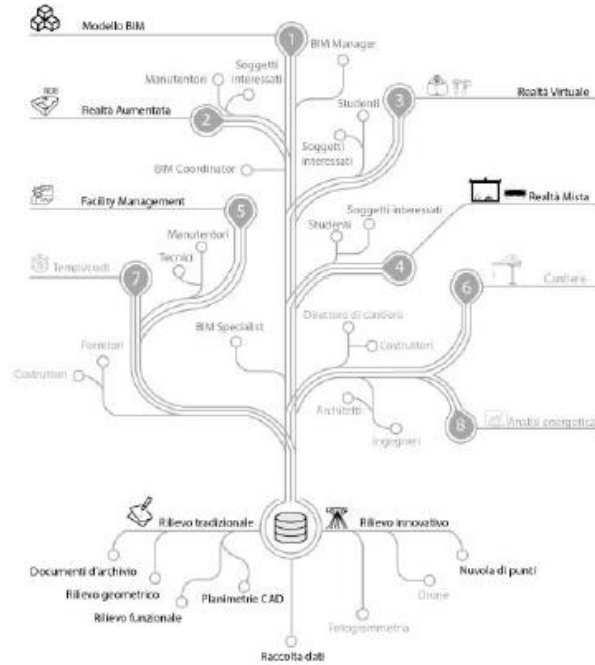 Modello BIM
1
BIM Manager
Soggetti
interessati
Manutentori
Realtà Aumentata
2
Studenti
3
Realtà Virtuale
Soggetti
interessati
BIM Coordinator
Facility Management
5
Soggetti interessati
Studenti
Realtà Mista
4
Manutentori
Tecnici
Tempi/costi
7
6
Cantiere
BIM Specialist
Direttore di cantiere
Costruttori
Fornitori
Costruttori
Architetti
Ingegneri
8
Analisi energetica
Rilievo tradizionale
Rilievo innovativo
Documenti d'archivio
Nuvola di punti
Rilievo geometrico
Planimetrie CAD
Drone
Rilievo funzionale
Fotogrammetria
Raccolta dati